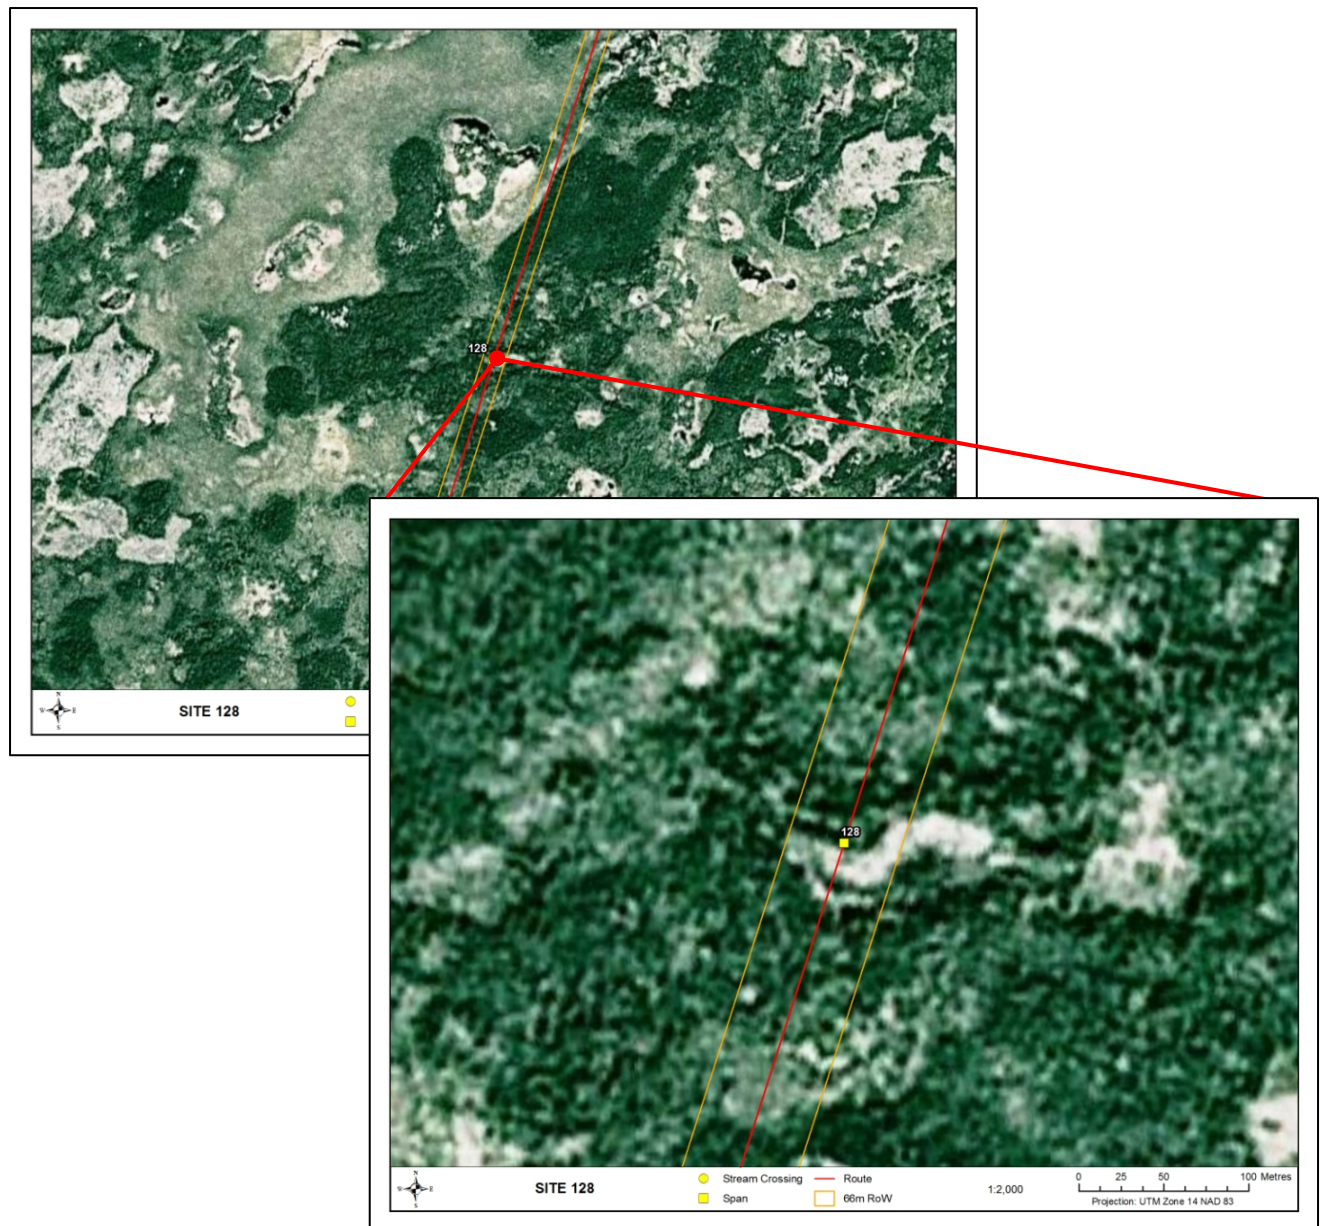 128
N
W E
S
SITE 128
128
N
W E
S
SITE 128
Stream Crossing
Route
Span
66m RoW
1:2,000
0 25 50 100 Metres
Projection: UTM Zone 14 NAD 83